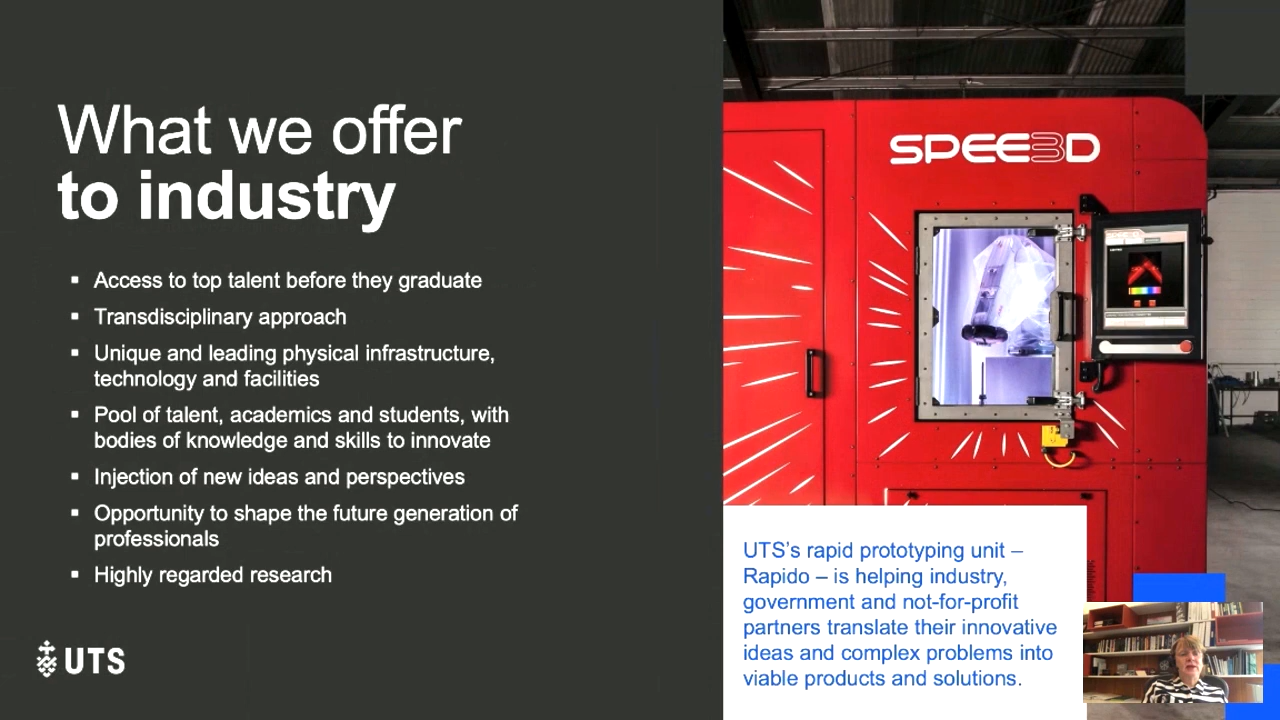 What we offer
to industry
▪ Access to top talent before they graduate
▪ Transdisciplinary approach
▪ Unique and leading physical infrastructure,
technology and facilities
▪ Pool of talent, academics and students, with
bodies of knowledge and skills to innovate
▪ Injection of new ideas and perspectives
▪ Opportunity to shape the future generation of
professionals
▪ Highly regarded research
UTS
SPEE3D
UTS’s rapid prototyping unit –
Rapido – is helping industry,
government and not-for-profit
partners translate their innovative
ideas and complex problems into
viable products and solutions.